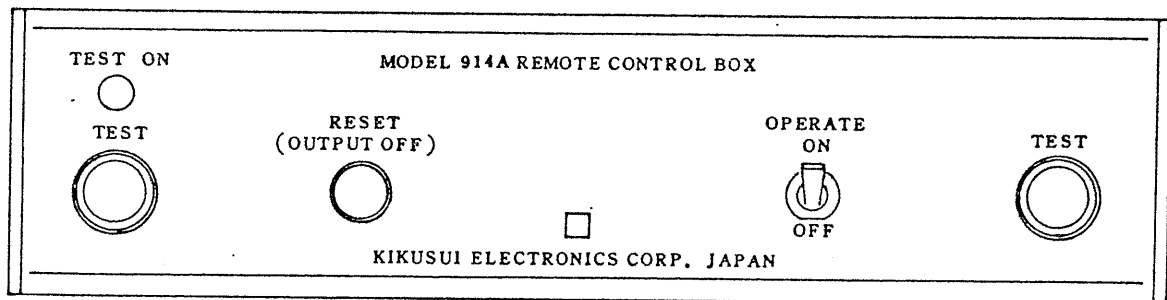 TEST ON
MODEL 914A REMOTE CONTROL BOX
TEST
RESET
(OUTPUT OFF)
OPERATE
ON
OFF
TEST
KIKUSUI ELECTRONICS CORP. JAPAN